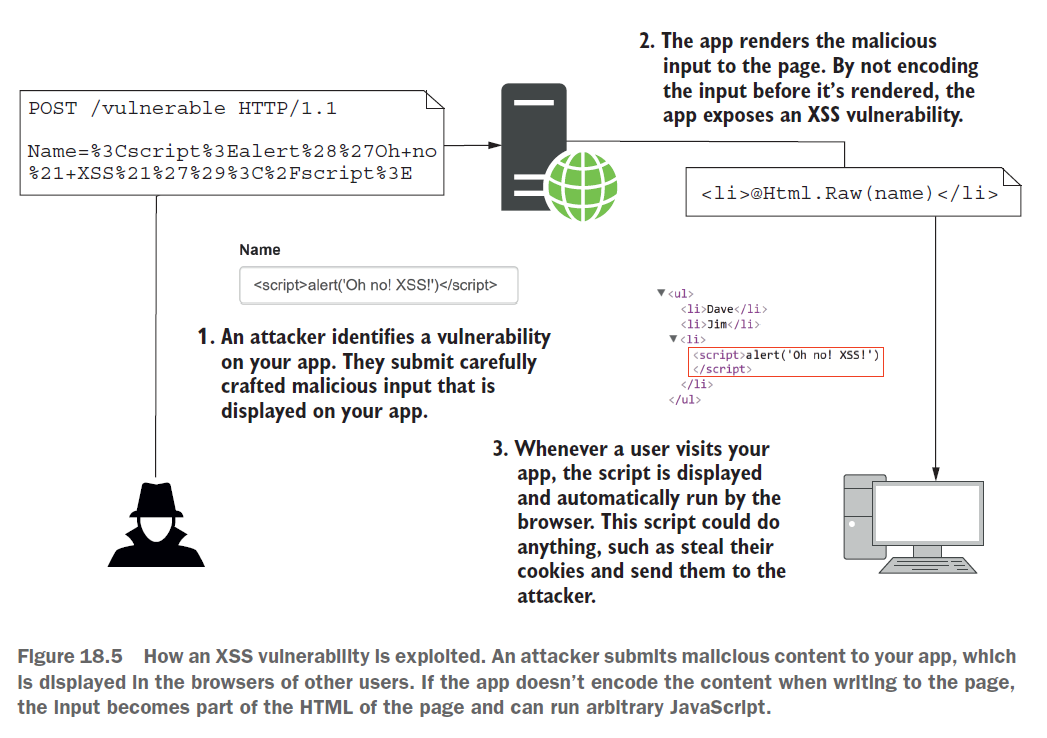 POST /vulnerable HTTP/1.1
Name=%3Cscript%3Ealert%28%27Oh+no
%21+XSS%21%27%29%3C%2Fscript%3E
2. The app renders the malicious
input to the page. By not encoding
the input before it's rendered, the
app exposes an XSS vulnerability.
<li>@Html.Raw(name)</li>
Name
<script>alert('Oh no! XSS!')</script>
1. An attacker identifies a vulnerability
on your app. They submit carefully
crafted malicious input that is
displayed on your app.
▼<ul>
<li>Dave</li>
<li>Jim</li>
▼<li>
<script>alert('Oh no! XSS!')
</script>
</li>
</ul>
3. Whenever a user visits your
app, the script is displayed
and automatically run by the
browser. This script could do
anything, such as steal their
cookies and send them to the
attacker.
Figure 18.5 How an XSS vulnerability is exploited. An attacker submits malicious content to your app, which
is displayed in the browsers of other users. If the app doesn't encode the content when writing to the page,
the input becomes part of the HTML of the page and can run arbitrary JavaScript.